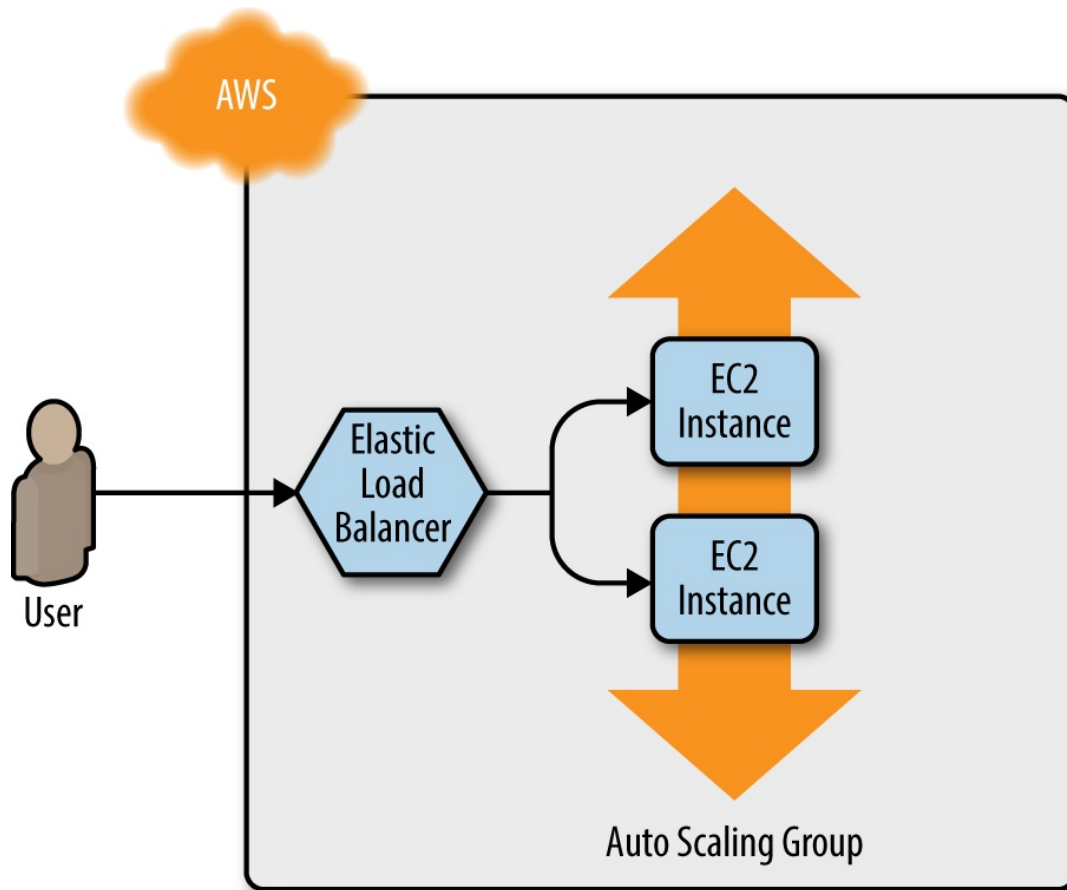 AWS
User
Elastic
Load
Balancer
EC2
Instance
EC2
Instance
Auto Scaling Group